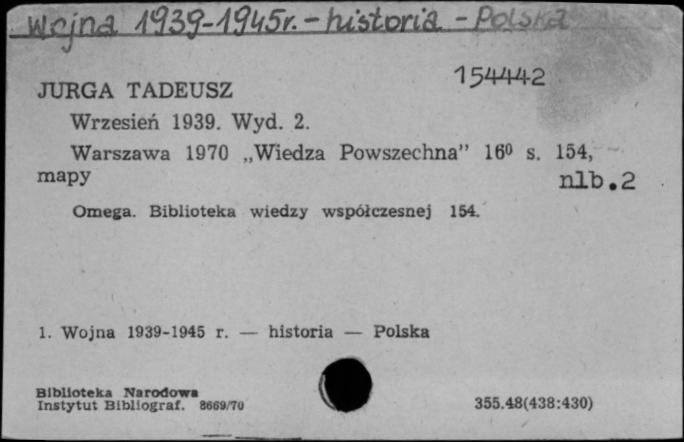 Wojna 1939-1945r. - historia - Polska
154442
JURGA TADEUSZ
Wrzesień 1939. Wyd. 2.
Warszawa 1970 „Wiedza Powszechna” 16⁰ s. 154,
mapy nlb.2
Omega. Biblioteka wiedzy współczesnej 154.
1. Wojna 1939-1945 r. — historia — Polska
Biblioteka Narodowa
Instytut Bibliograf. 8669/70
355.48(438:430)